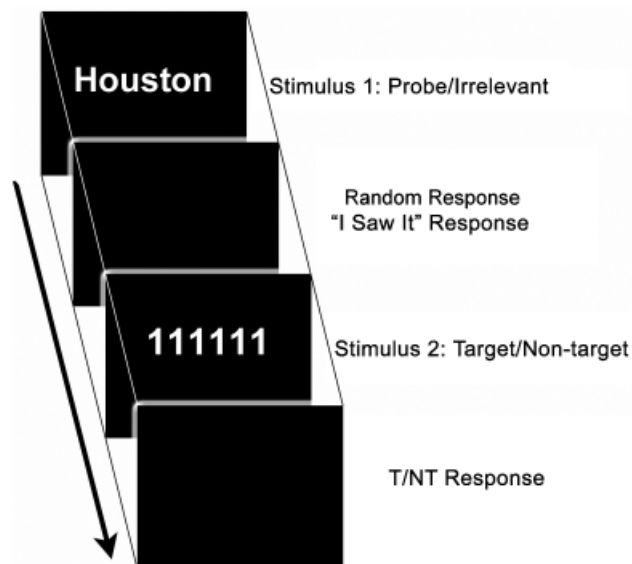 Houston
Stimulus 1: Probe/Irrelevant
Random Response
“I Saw It” Response
111111
Stimulus 2: Target/Non-target
T/NT Response